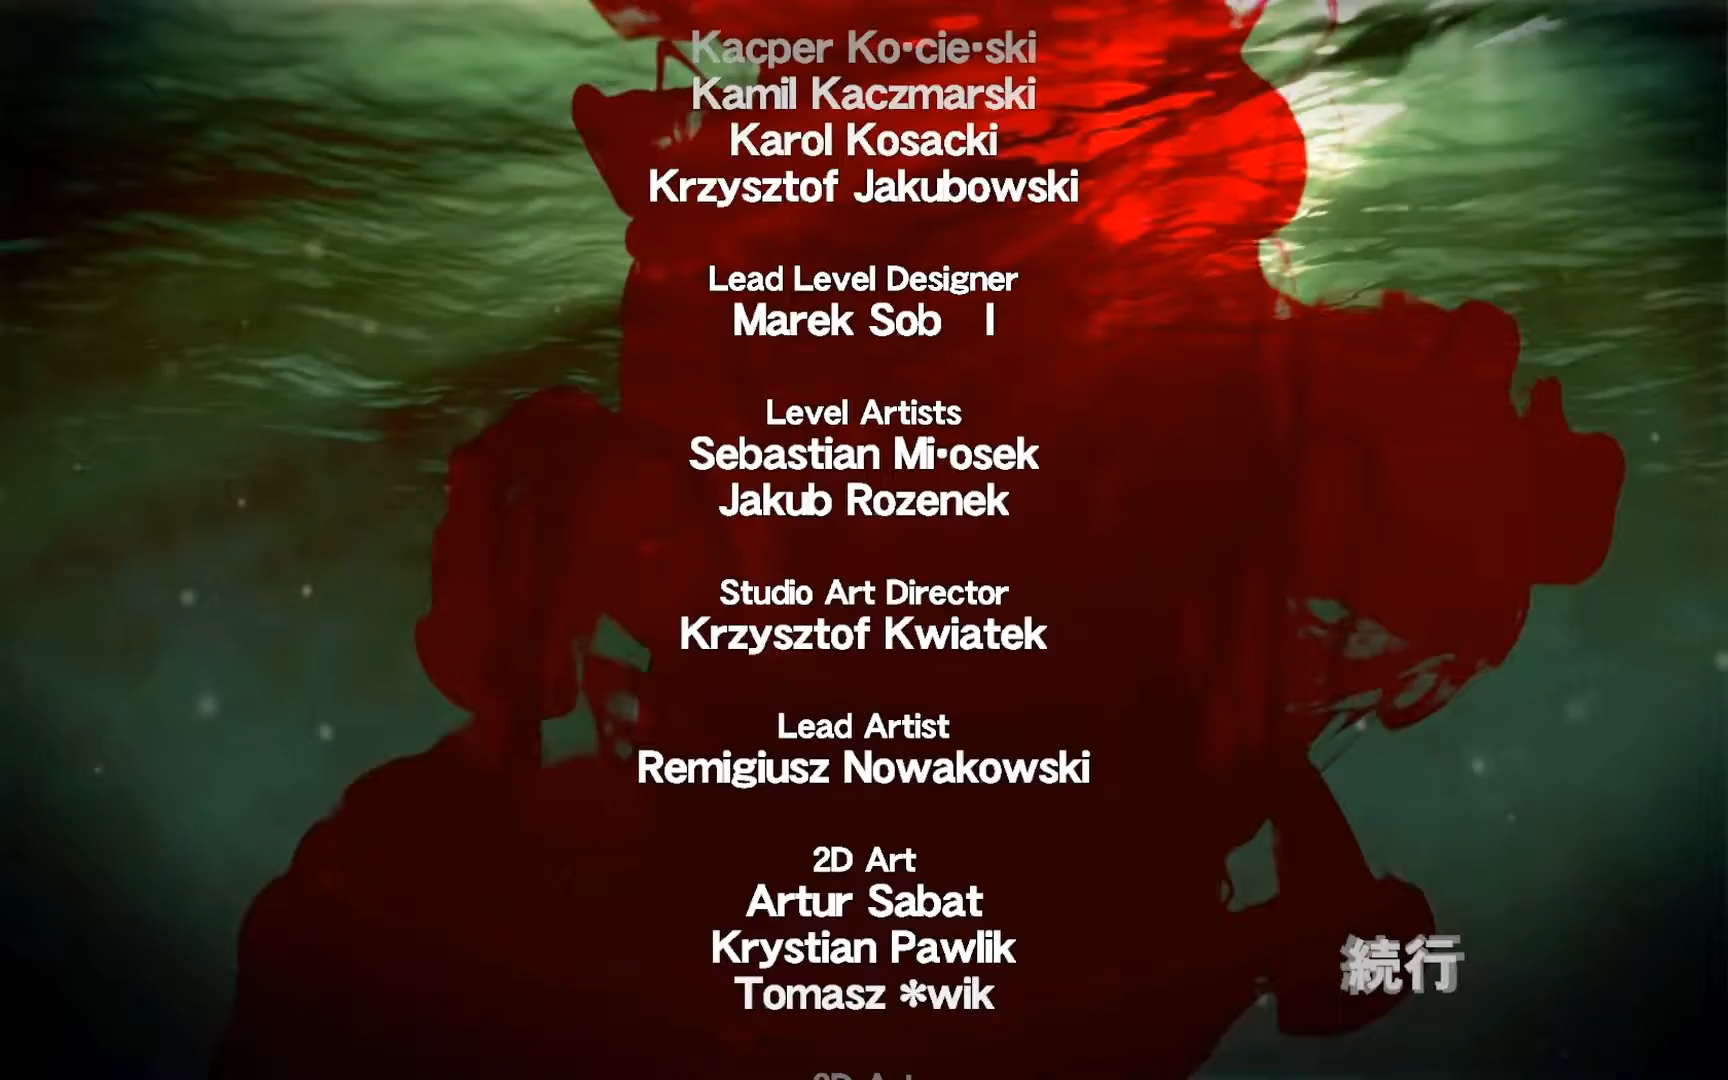 Kacper Ko•cie•ski
Kamil Kaczmarski
Karol Kosacki
Krzysztof Jakubowski
Lead Level Designer
Marek Sob l
Level Artists
Sebastian Mi•osek
Jakub Rozenek
Studio Art Director
Krzysztof Kwiatek
Lead Artist
Remigiusz Nowakowski
2D Art
Artur Sabat
Krystian Pawlik
Tomasz *wik
続行